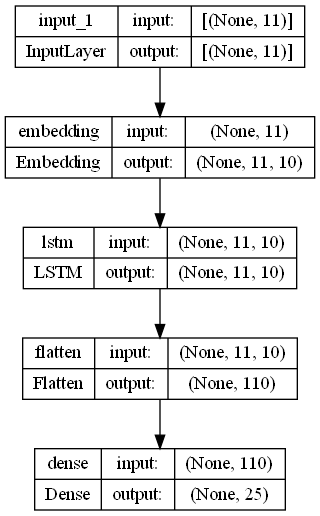 input_1 input: [(None, 11)]
InputLayer output: [(None, 11)]
embedding input: (None, 11)
Embedding output: (None, 11, 10)
lstm input: (None, 11, 10)
LSTM output: (None, 11, 10)
flatten input: (None, 11, 10)
Flatten output: (None, 110)
dense input: (None, 110)
Dense output: (None, 25)